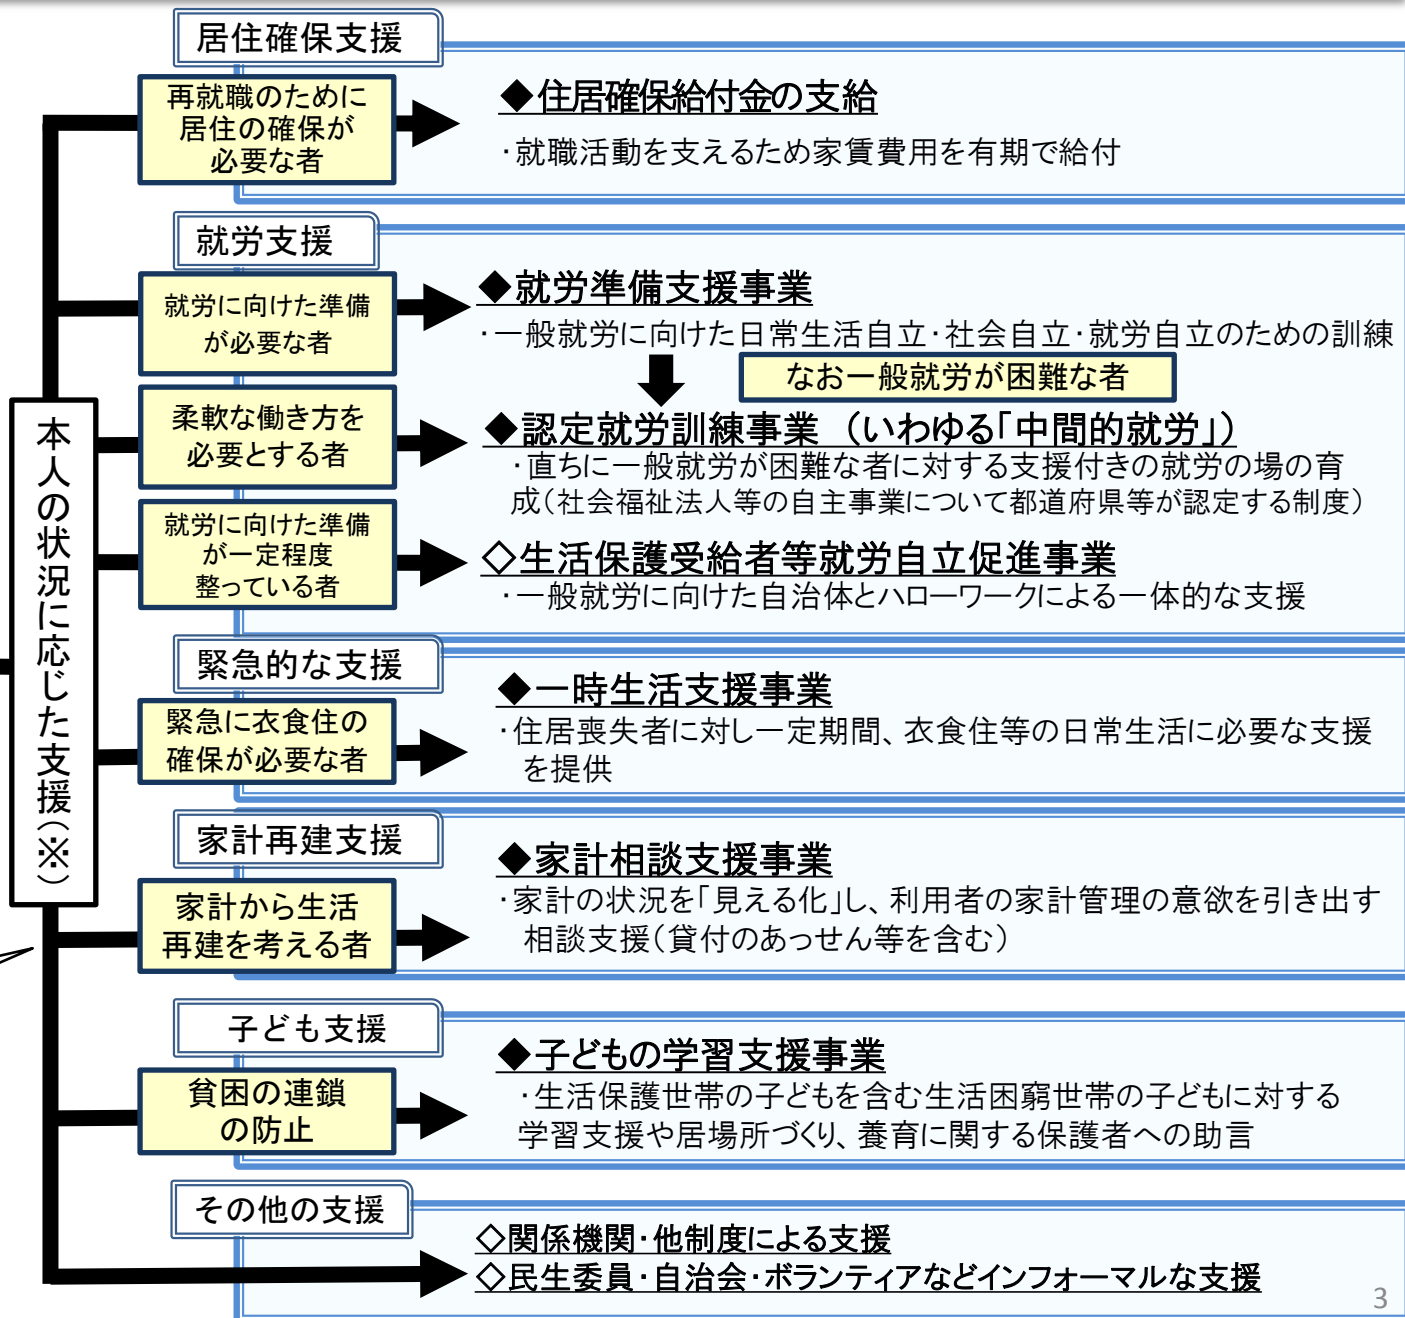 居住確保支援
再就職のために
居住の確保が
必要な者
◆住居確保給付金の支給
・就職活動を支えるため家賃費用を有期で給付
就労支援
就労に向けた準備
が必要な者
◆就労準備支援事業
・一般就労に向けた日常生活自立・社会自立・就労自立のための訓練
なお一般就労が困難な者
柔軟な働き方を
必要とする者
◆認定就労訓練事業 （いわゆる「中間的就労」）
・直ちに一般就労が困難な者に対する支援付きの就労の場の育
成（社会福祉法人等の自主事業について都道府県等が認定する制度）
就労に向けた準備
が一定程度
整っている者
◇生活保護受給者等就労自立促進事業
・一般就労に向けた自治体とハローワークによる一体的な支援
本人の状況に応じた支援（※）
緊急的な支援
緊急に衣食住の
確保が必要な者
◆一時生活支援事業
・住居喪失者に対し一定期間、衣食住等の日常生活に必要な支援
を提供
家計再建支援
家計から生活
再建を考える者
◆家計相談支援事業
・家計の状況を「見える化」し、利用者の家計管理の意欲を引き出す
相談支援（貸付のあっせん等を含む）
子ども支援
貧困の連鎖
の防止
◆子どもの学習支援事業
・生活保護世帯の子どもを含む生活困窮世帯の子どもに対する
学習支援や居場所づくり、養育に関する保護者への助言
その他の支援
◇関係機関・他制度による支援
◇民生委員・自治会・ボランティアなどインフォーマルな支援
3